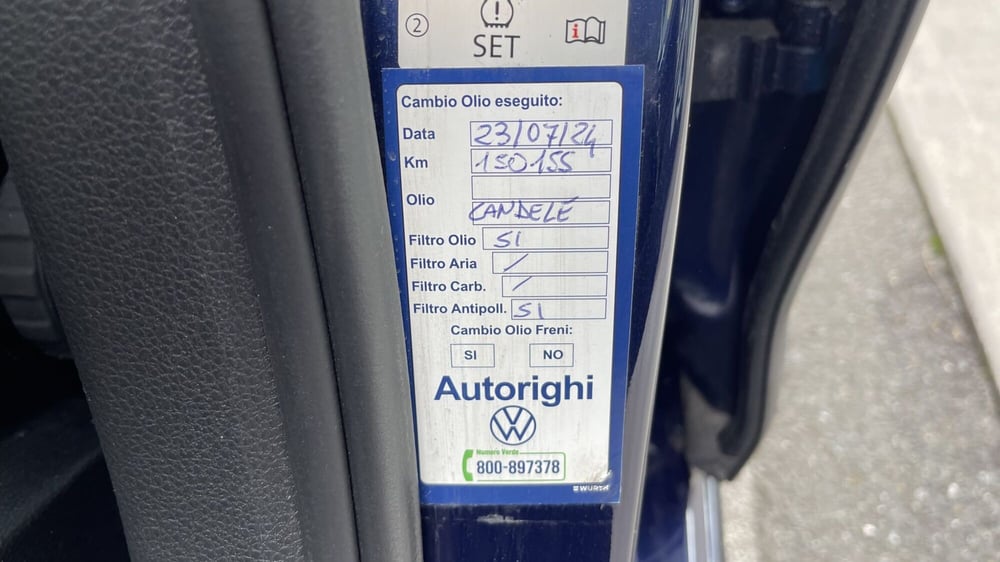 2
SET
i
Cambio Olio eseguito:
Data 23/07/24
Km 150155
Olio CANDELE
Filtro Olio SI
Filtro Aria /
Filtro Carb. /
Filtro Antipoll. SI
Cambio Olio Freni:
SI NO
Autorighi
Numero Verde
800-897378
WÜRTH